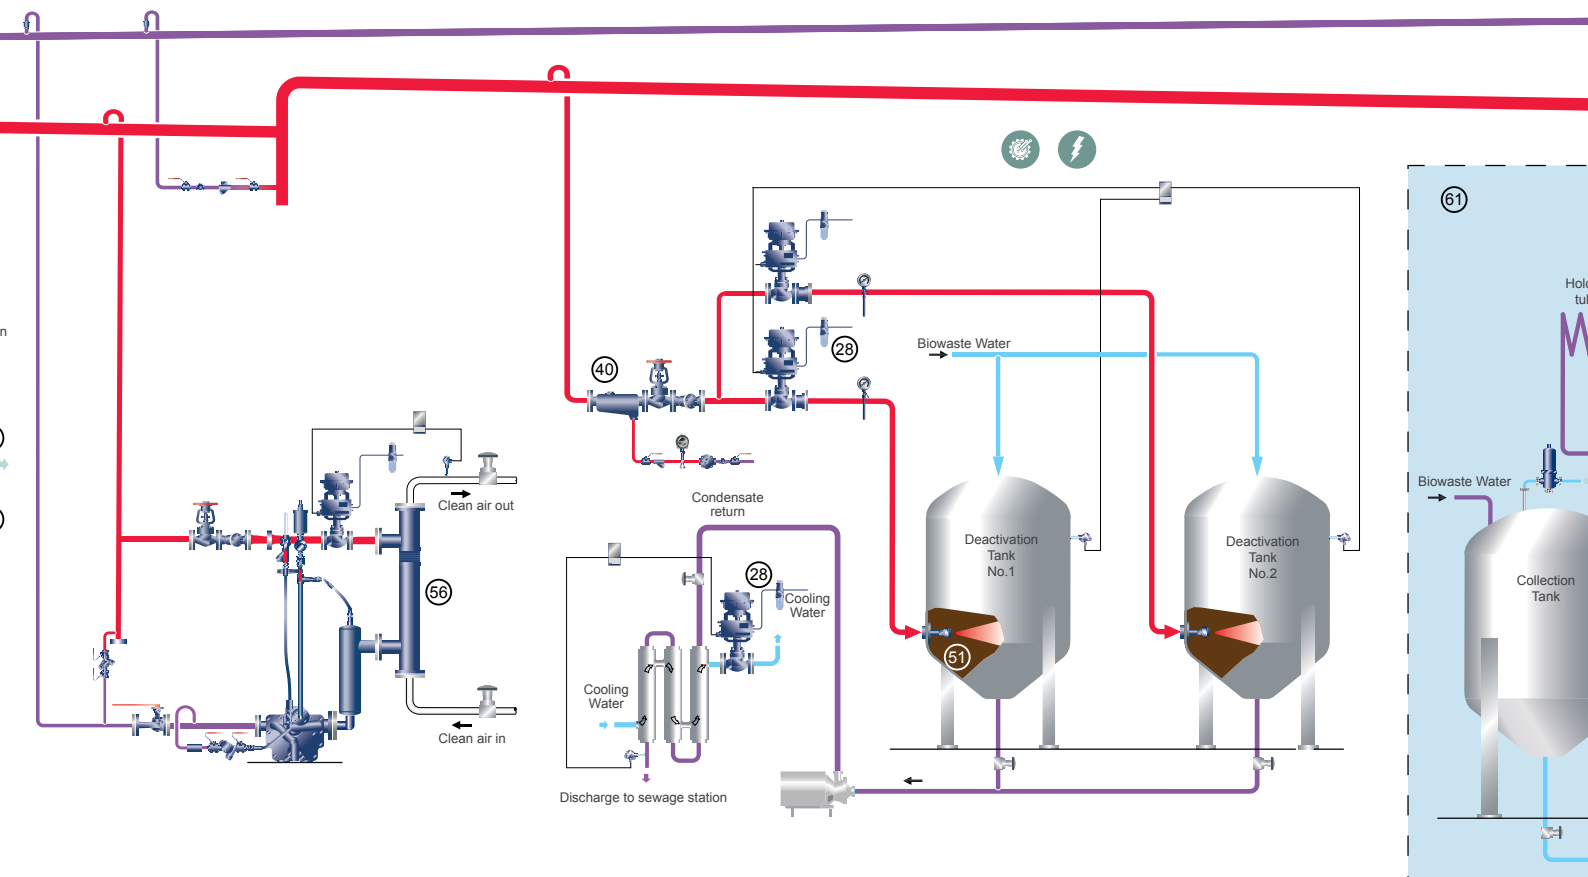 61
Biowaste Water
28
40
n
Clean air out
Condensate
return
Deactivation
Tank
No.1
Deactivation
Tank
No.2
Biowaste Water
Collection
Tank
56
28
Cooling
Water
51
Cooling
Water
Clean air in
Discharge to sewage station